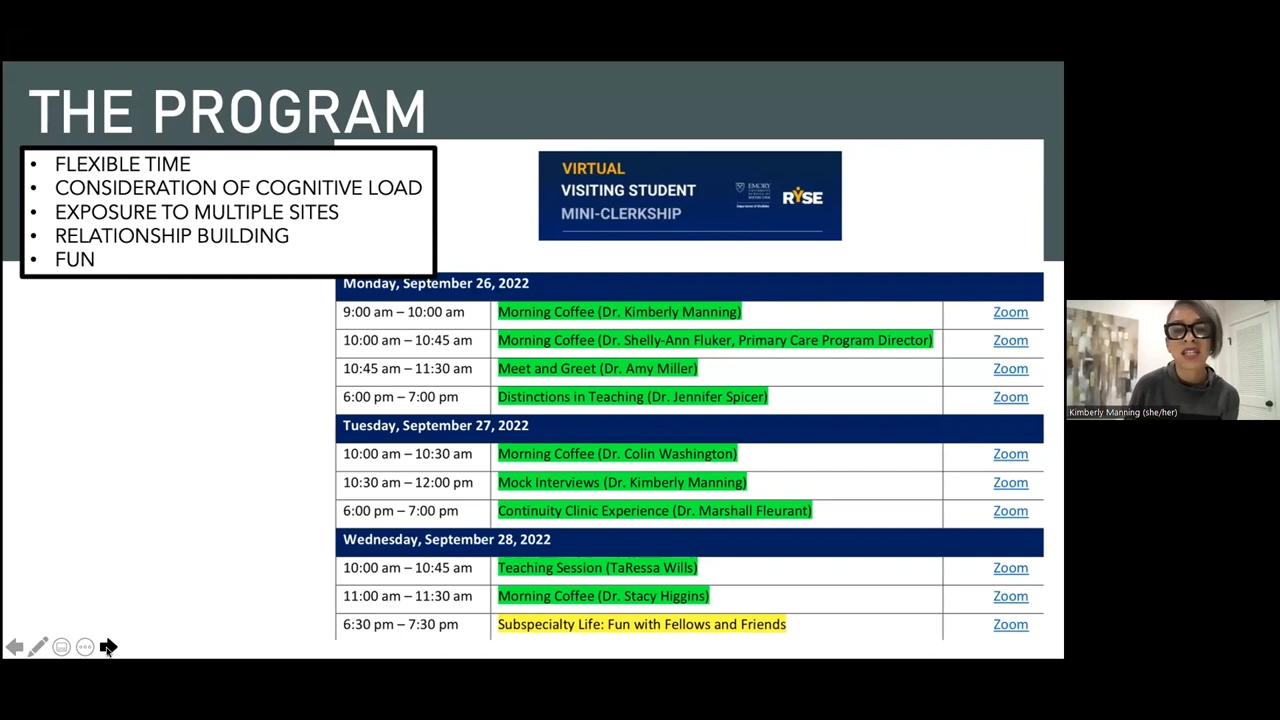 THE PROGRAM
• FLEXIBLE TIME
• CONSIDERATION OF COGNITIVE LOAD
• EXPOSURE TO MULTIPLE SITES
• RELATIONSHIP BUILDING
• FUN
VIRTUAL
VISITING STUDENT
MINI-CLERKSHIP
EMORY
RYSE
Monday, September 26, 2022
9:00 am – 10:00 am Morning Coffee (Dr. Kimberly Manning) Zoom
10:00 am – 10:45 am Morning Coffee (Dr. Shelly-Ann Fluker, Primary Care Program Director) Zoom
10:45 am – 11:30 am Meet and Greet (Dr. Amy Miller) Zoom
6:00 pm – 7:00 pm Distinctions in Teaching (Dr. Jennifer Spicer) Zoom
Tuesday, September 27, 2022
10:00 am – 10:30 am Morning Coffee (Dr. Colin Washington) Zoom
10:30 am – 12:00 pm Mock Interviews (Dr. Kimberly Manning) Zoom
6:00 pm – 7:00 pm Continuity Clinic Experience (Dr. Marshall Fleurant) Zoom
Wednesday, September 28, 2022
10:00 am – 10:45 am Teaching Session (TaRessa Wills) Zoom
11:00 am – 11:30 am Morning Coffee (Dr. Stacy Higgins) Zoom
6:30 pm – 7:30 pm Subspecialty Life: Fun with Fellows and Friends Zoom
Kimberly Manning (she/her)